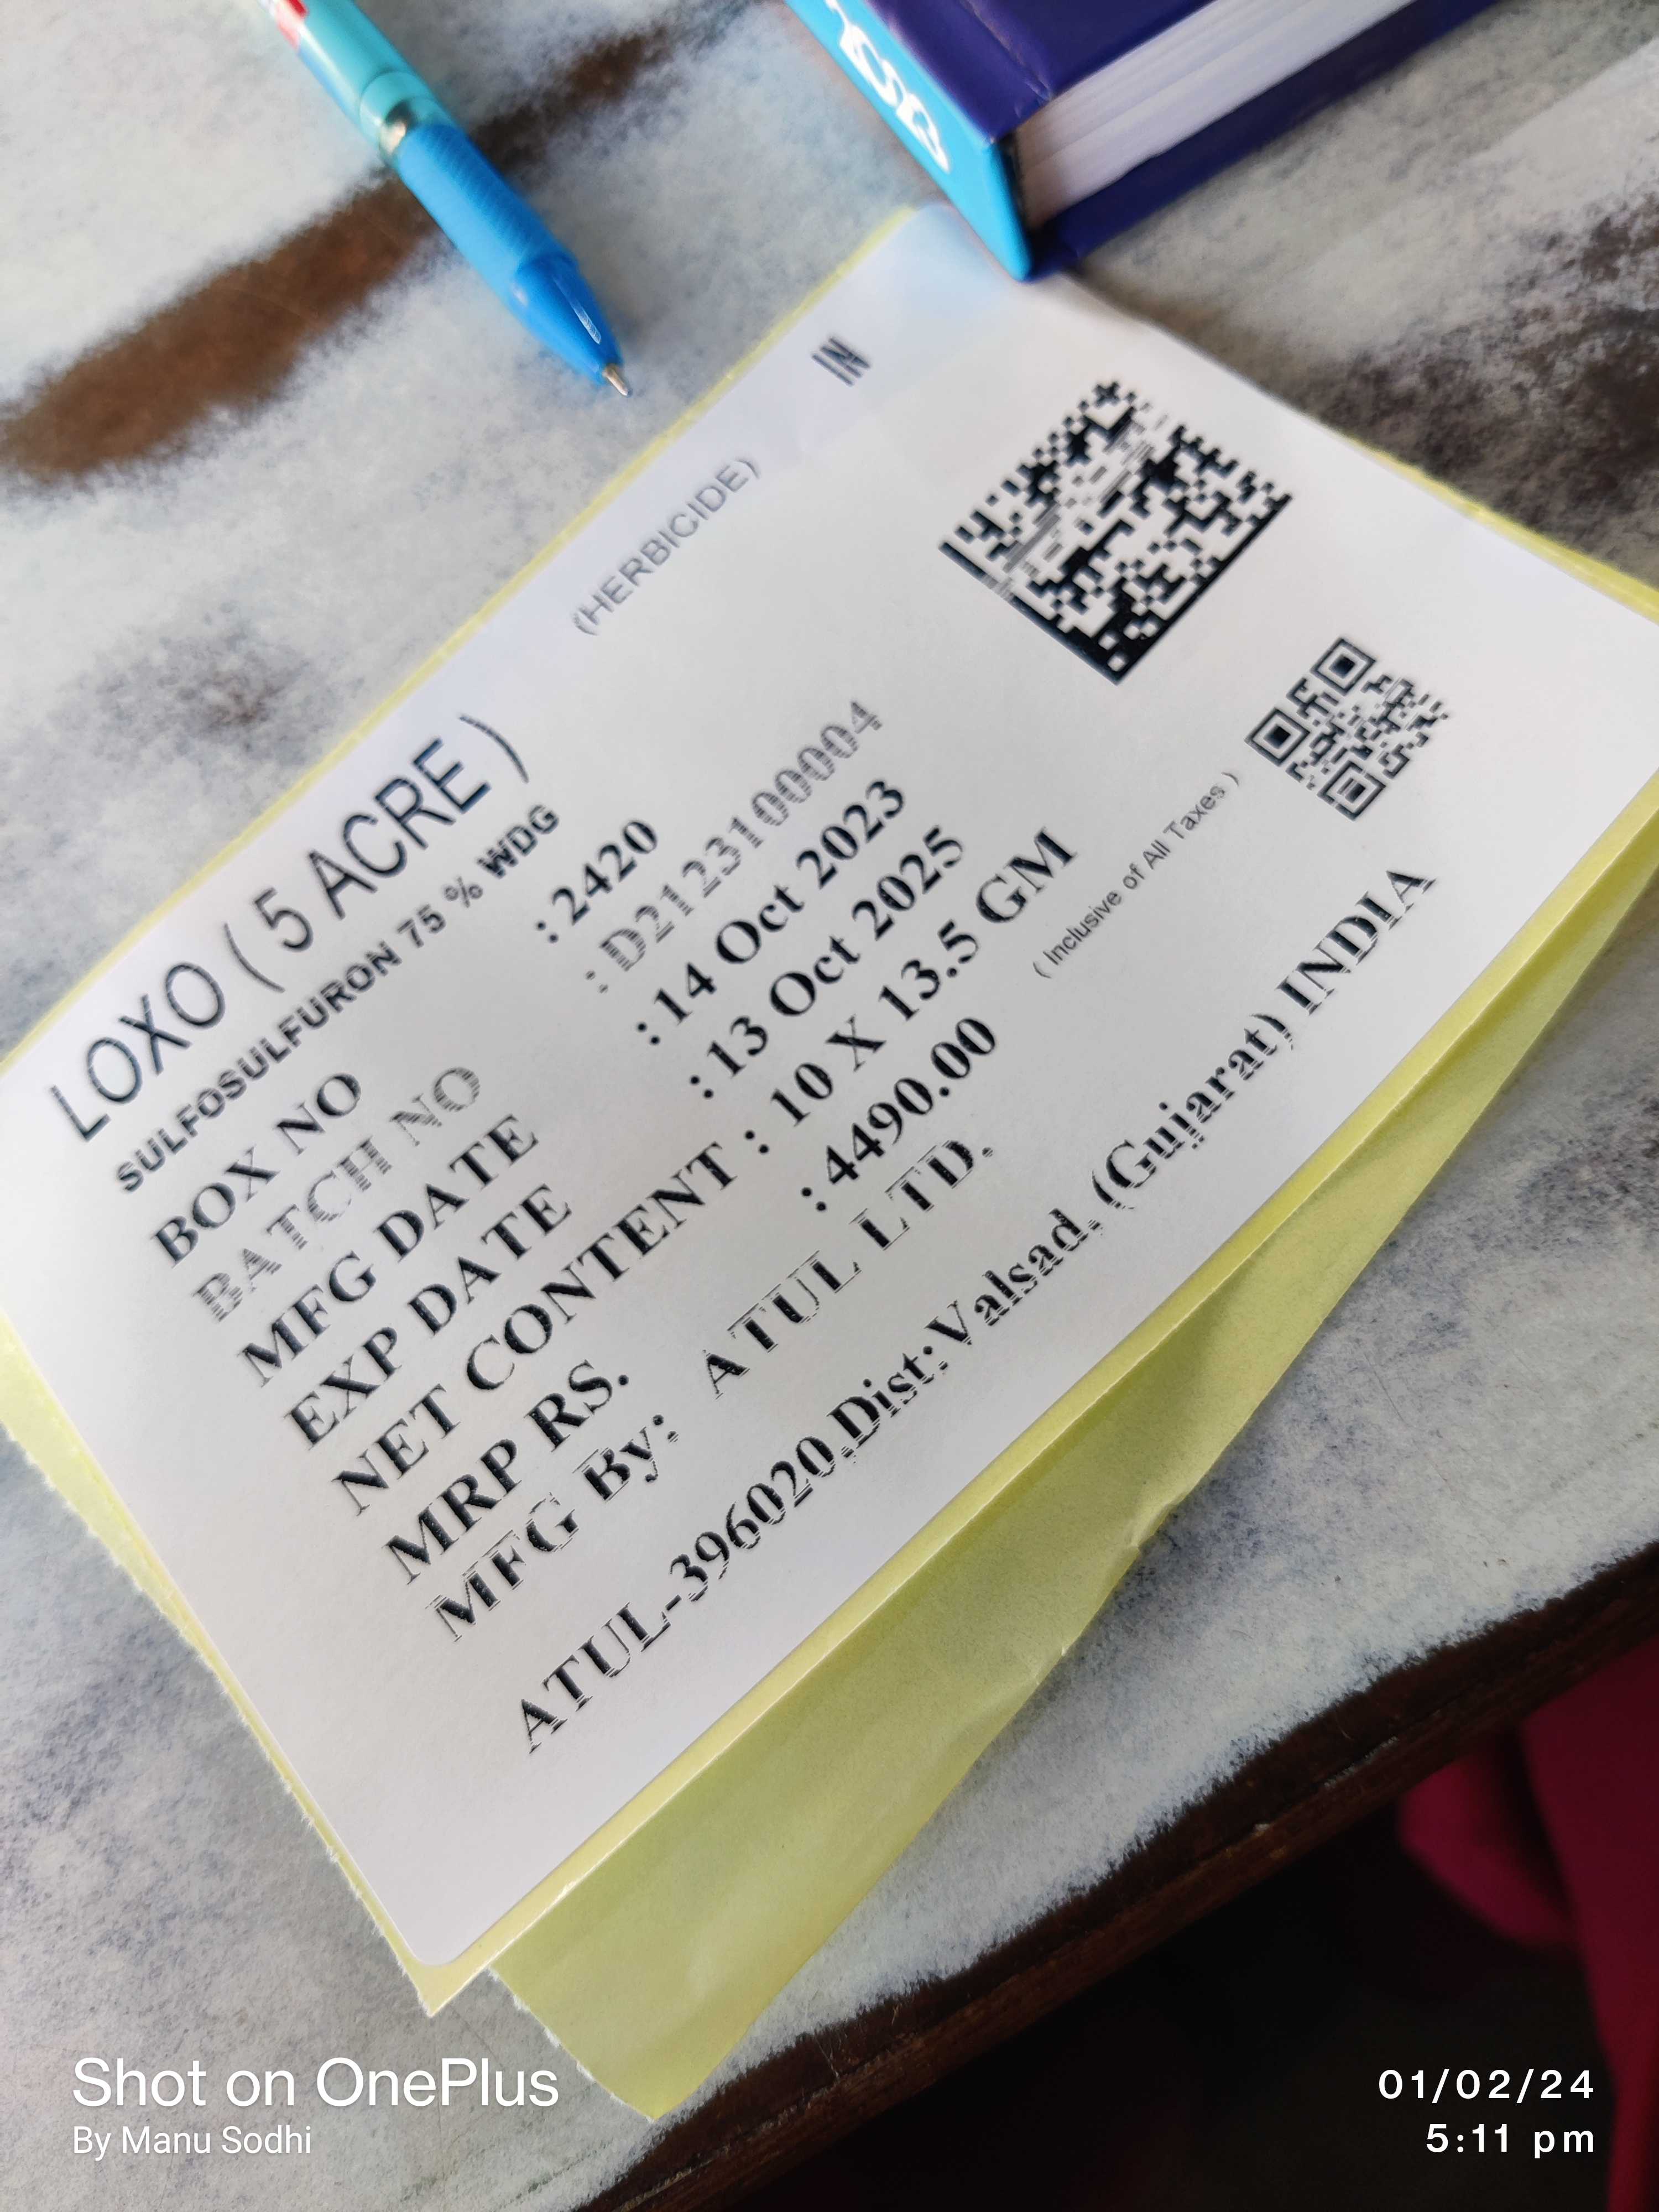 IN
LOXO ( 5 ACRE ) (HERBICIDE)
SULFOSULFURON 75 % WDG
BOX NO : 2420
BATCH NO : D2123100004
MFG DATE : 14 Oct 2023
EXP DATE : 13 Oct 2025
NET CONTENT : 10 X 13.5 GM
MRP RS. : 4490.00 ( Inclusive of All Taxes )
MFG By: ATUL LTD.
ATUL-396020,Dist:Valsad, (Gujarat) INDIA
Shot on OnePlus
By Manu Sodhi
01/02/24
5:11 pm